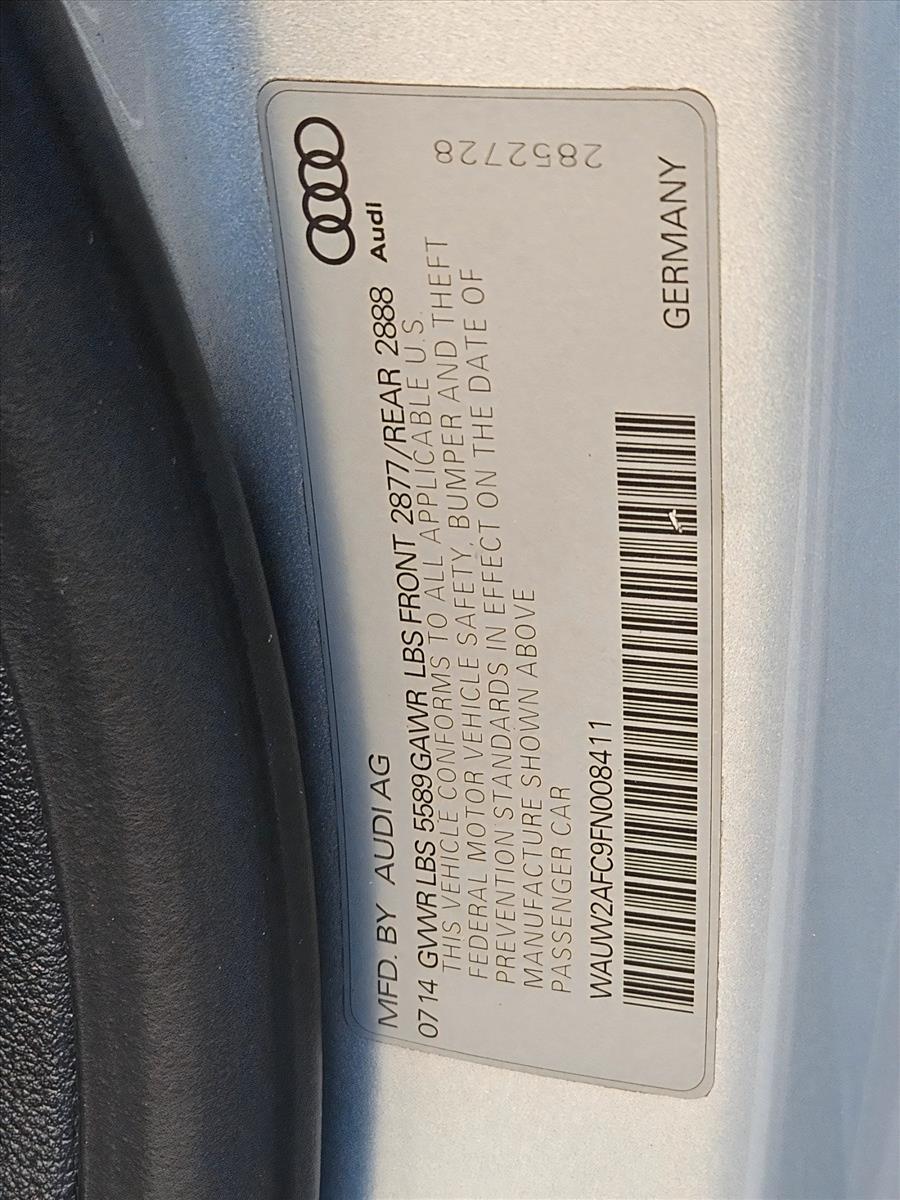 Audi
MFD. BY AUDI AG
0714 GVWR LBS 5589 GAWR LBS FRONT 2877/REAR 2888
THIS VEHICLE CONFORMS TO ALL APPLICABLE U.S.
FEDERAL MOTOR VEHICLE SAFETY, BUMPER AND THEFT
PREVENTION STANDARDS IN EFFECT ON THE DATE OF
MANUFACTURE SHOWN ABOVE
PASSENGER CAR
WAUW2AFC9FN008411
GERMANY
2852728